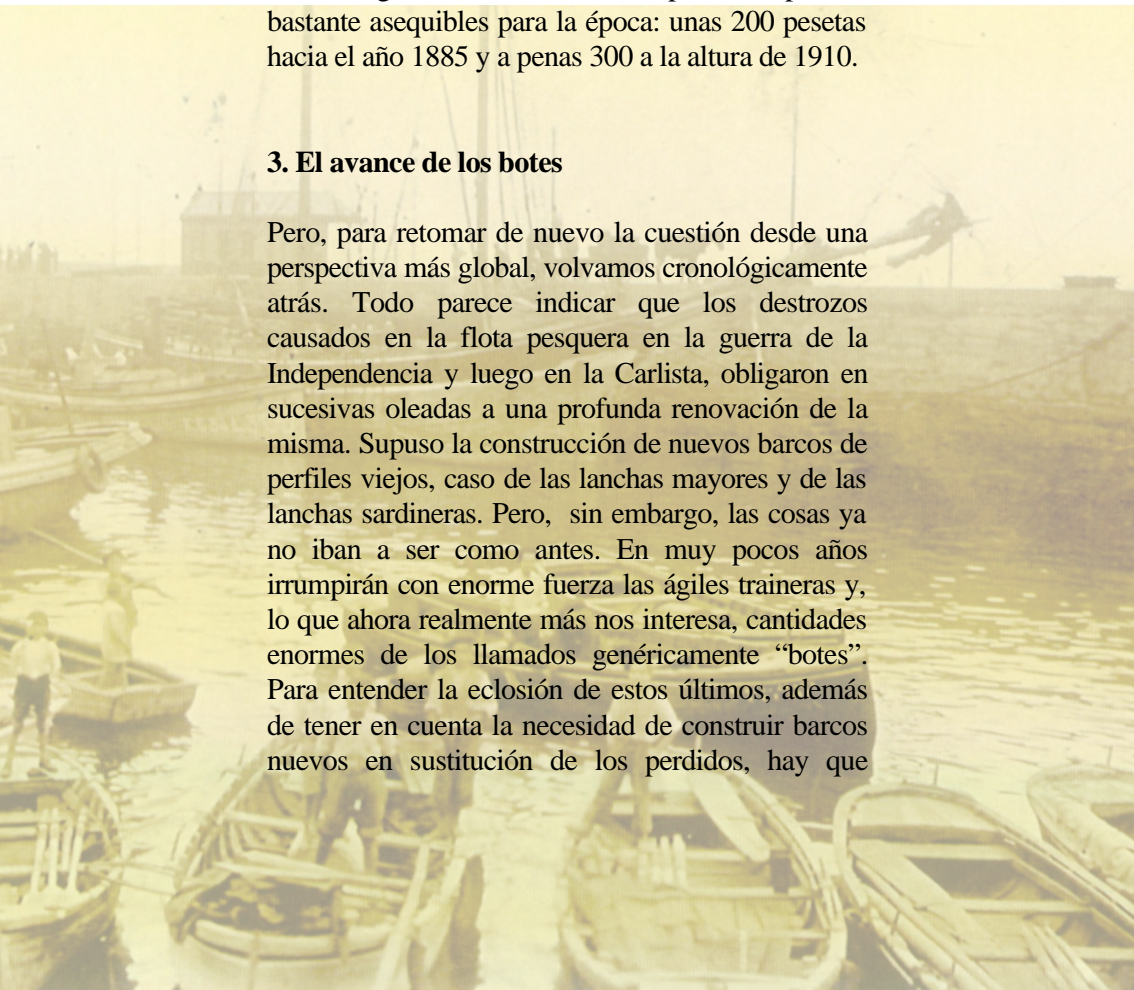 bastante asequibles para la época: unas 200 pesetas
hacia el año 1885 y a penas 300 a la altura de 1910.
3. El avance de los botes
Pero, para retomar de nuevo la cuestión desde una
perspectiva más global, volvamos cronológicamente
atrás. Todo parece indicar que los destrozos
causados en la flota pesquera en la guerra de la
Independencia y luego en la Carlista, obligaron en
sucesivas oleadas a una profunda renovación de la
misma. Supuso la construcción de nuevos barcos de
perfiles viejos, caso de las lanchas mayores y de las
lanchas sardineras. Pero, sin embargo, las cosas ya
no iban a ser como antes. En muy pocos años
irrumpirán con enorme fuerza las ágiles traineras y,
lo que ahora realmente más nos interesa, cantidades
enormes de los llamados genéricamente “botes”.
Para entender la eclosión de estos últimos, además
de tener en cuenta la necesidad de construir barcos
nuevos en sustitución de los perdidos, hay que